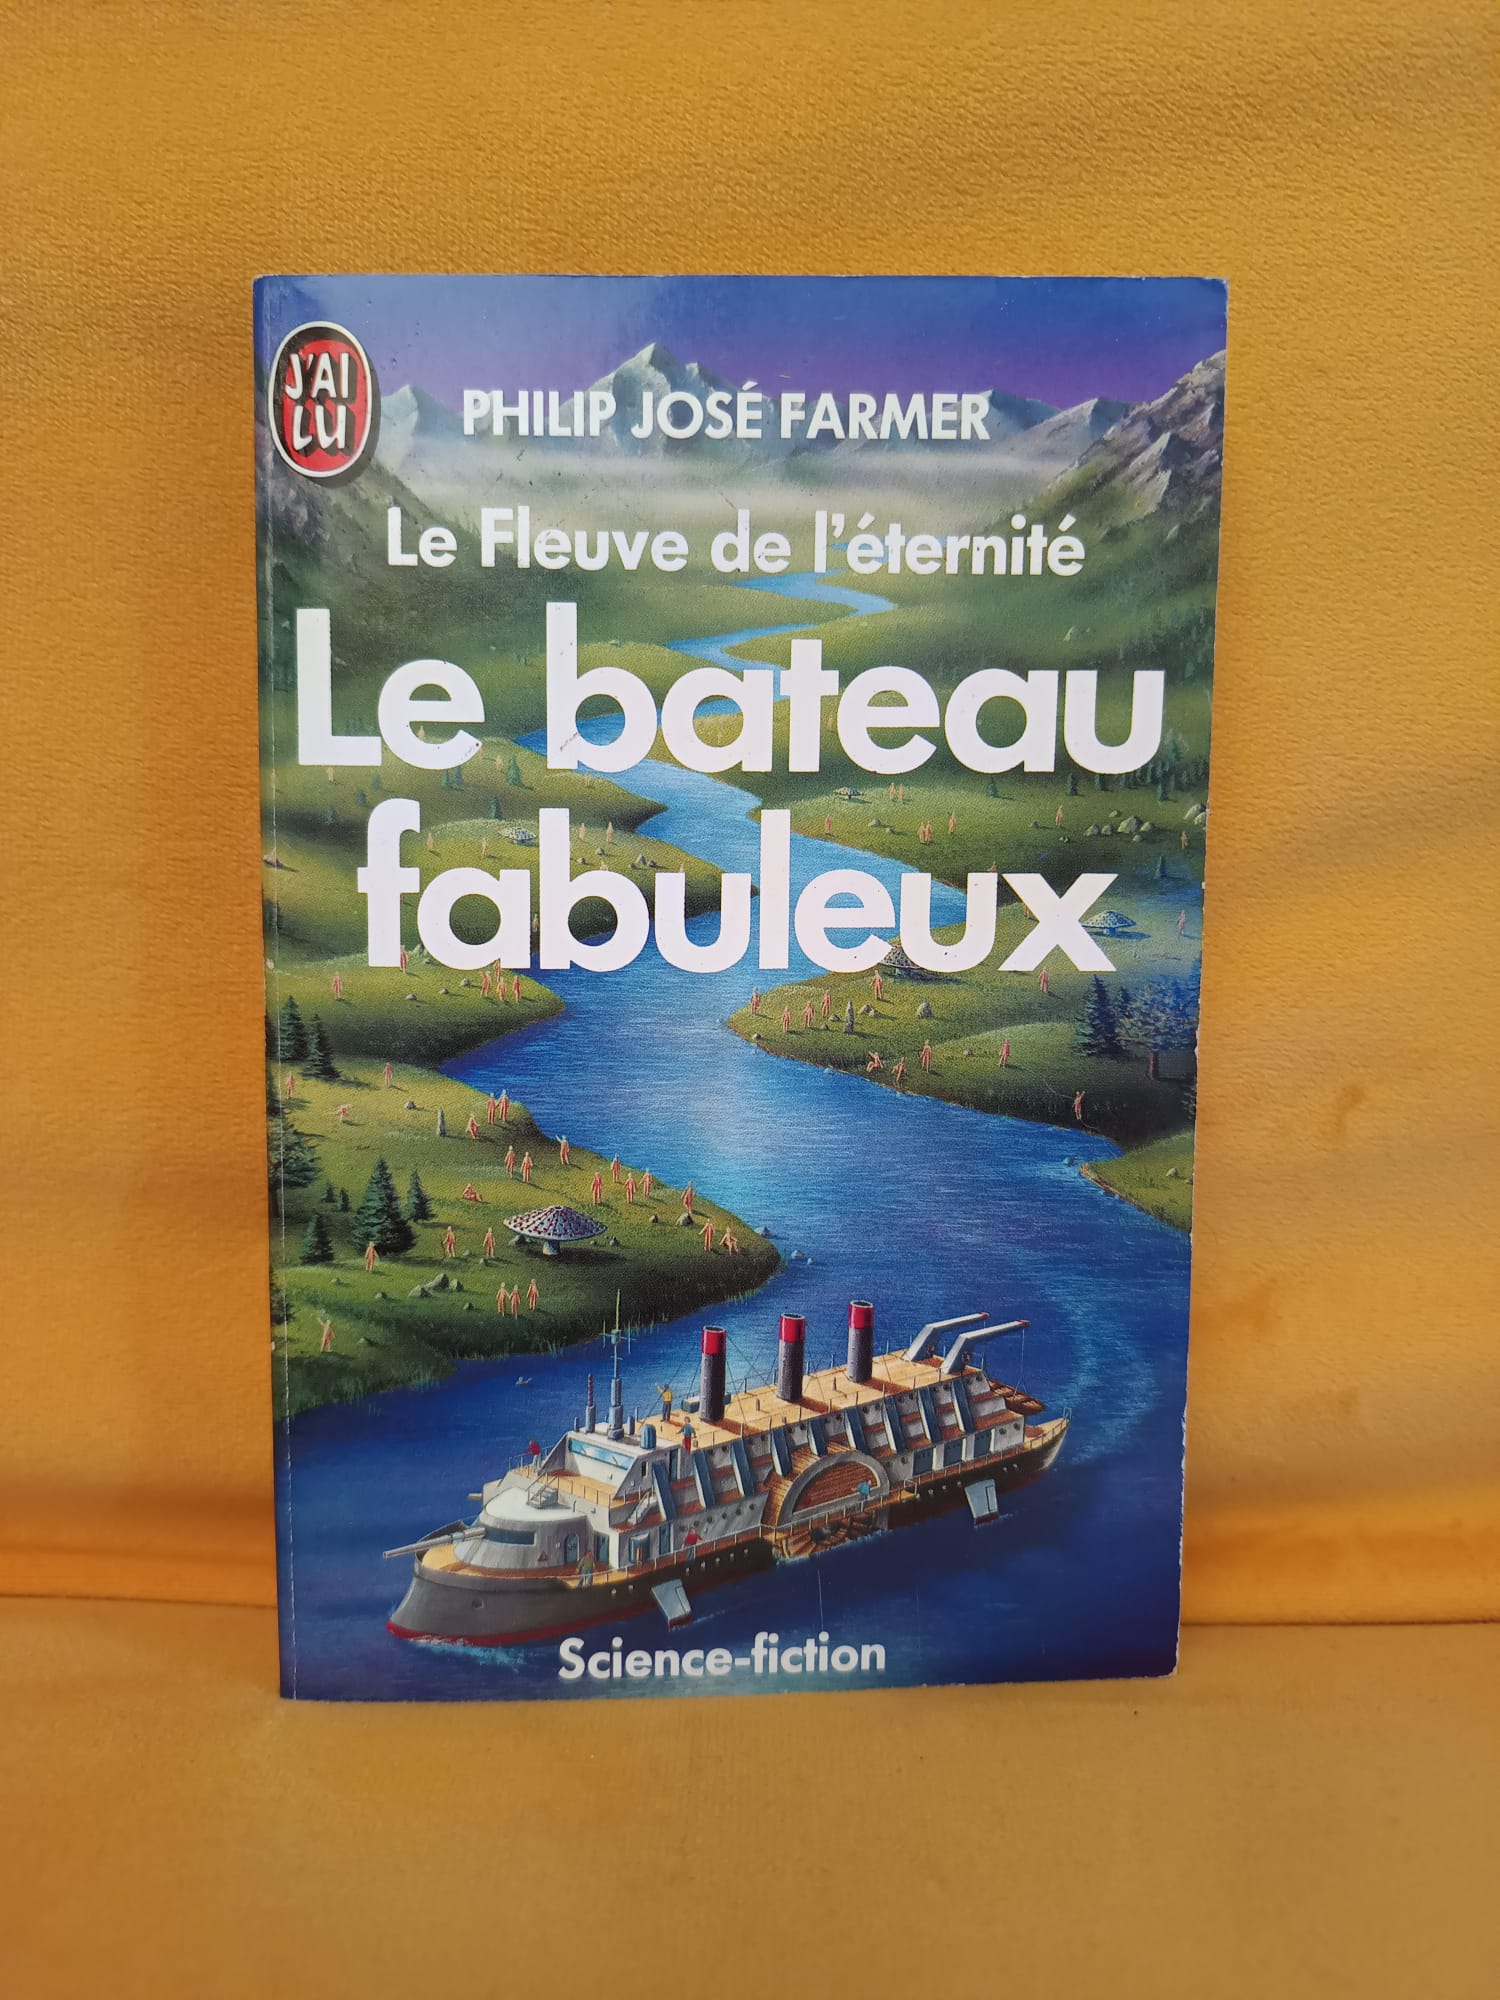 J'AI
LU
PHILIP JOSÉ FARMER
Le Fleuve de l'éternité
Le bateau
fabuleux
Science-fiction